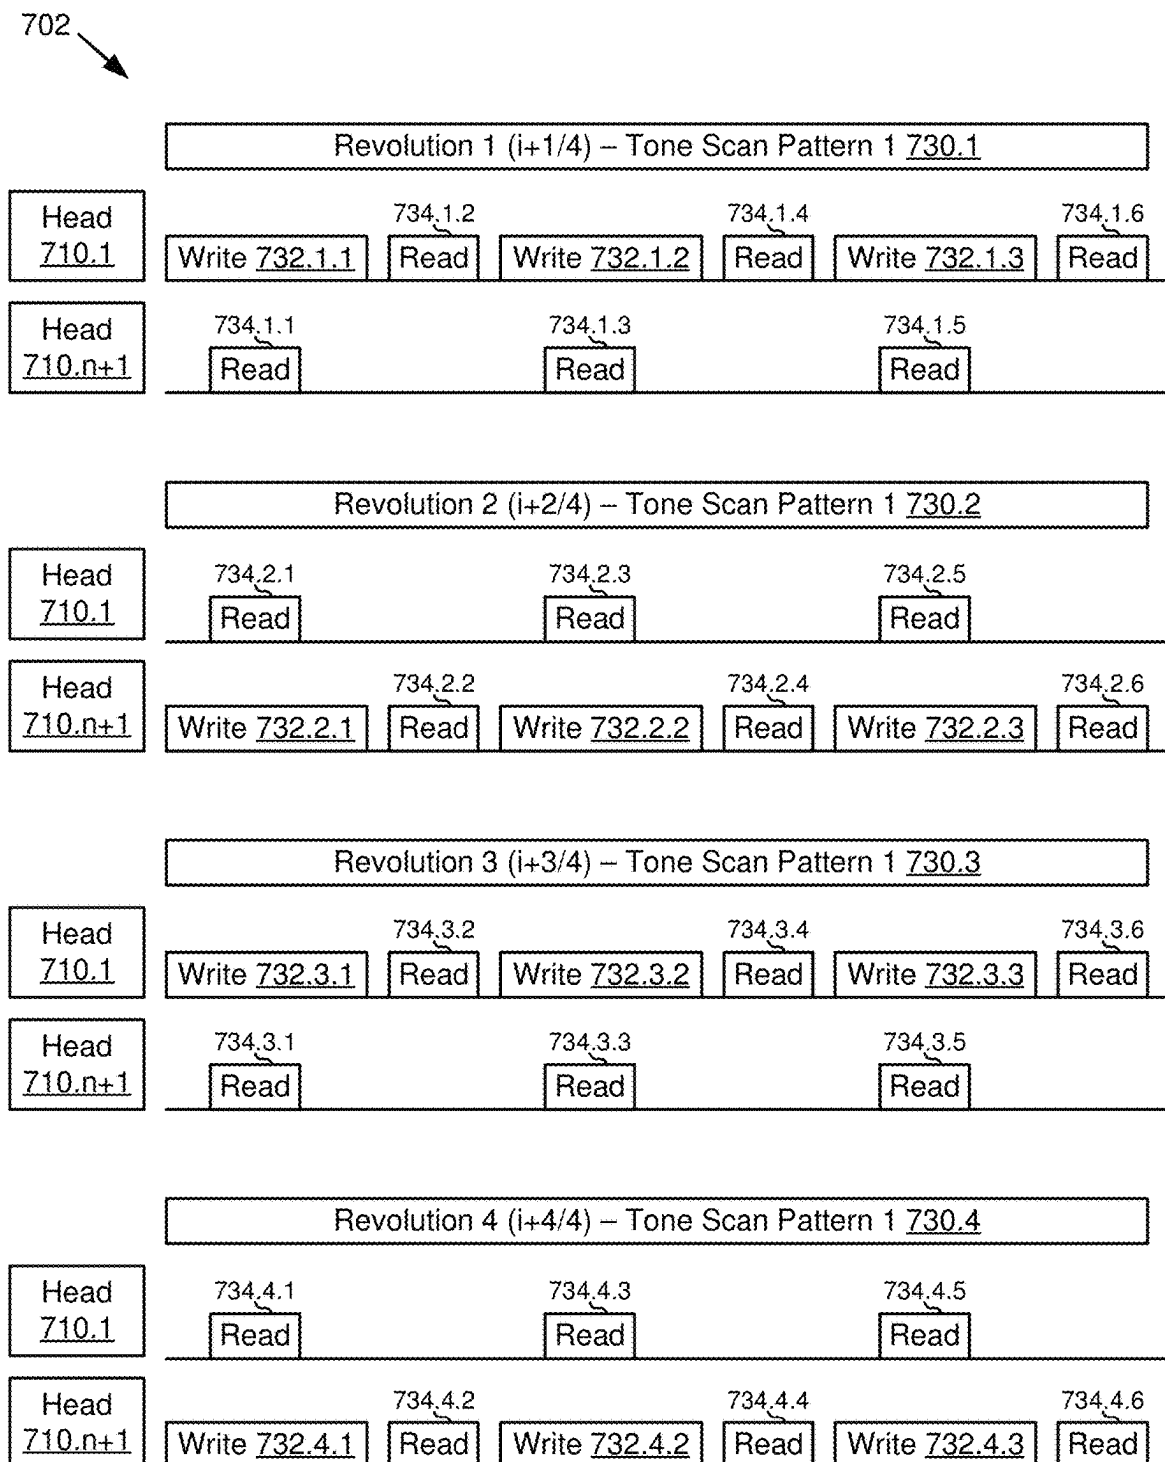 702
Revolution 1 (i+1/4) – Tone Scan Pattern 1 730.1
Head
710.1
734.1.2 734.1.4 734.1.6
Write 732.1.1 Read Write 732.1.2 Read Write 732.1.3 Read
Head
710.n+1
734.1.1 734.1.3 734.1.5
Read Read Read
Revolution 2 (i+2/4) – Tone Scan Pattern 1 730.2
Head
710.1
734.2.1 734.2.3 734.2.5
Read Read Read
Head
710.n+1
734.2.2 734.2.4 734.2.6
Write 732.2.1 Read Write 732.2.2 Read Write 732.2.3 Read
Revolution 3 (i+3/4) – Tone Scan Pattern 1 730.3
Head
710.1
734.3.2 734.3.4 734.3.6
Write 732.3.1 Read Write 732.3.2 Read Write 732.3.3 Read
Head
710.n+1
734.3.1 734.3.3 734.3.5
Read Read Read
Revolution 4 (i+4/4) – Tone Scan Pattern 1 730.4
Head
710.1
734.4.1 734.4.3 734.4.5
Read Read Read
Head
710.n+1
734.4.2 734.4.4 734.4.6
Write 732.4.1 Read Write 732.4.2 Read Write 732.4.3 Read